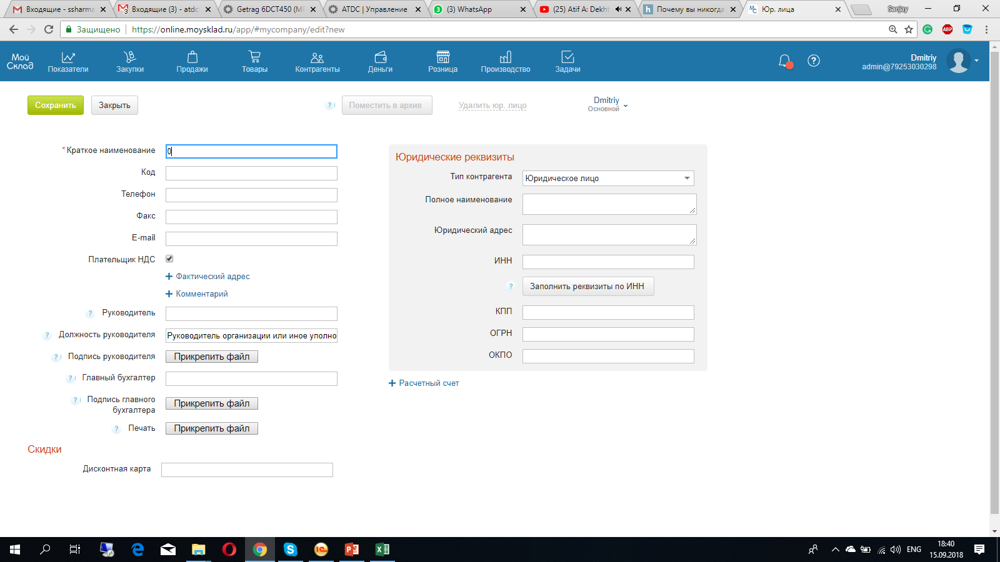 Входящие - ssharma
Входящие (3) - atdc
Getrag 6DCT450 (МР
ATDC | Управление
(3) WhatsApp
(25) Atif A: Dekht
Почему вы никогда
Юр. лица
Sanjay
Защищено
https://online.moysklad.ru/app/#mycompany/edit?new
ABP
Мой
Склад
Показатели
Закупки
Продажи
Товары
Контрагенты
Деньги
Розница
Производство
Задачи
Dmitriy
admin@79253030298
Сохранить
Закрыть
Поместить в архив
Удалить юр. лицо
Dmitriy
Основной
* Краткое наименование
0
Код
Телефон
Факс
E-mail
Плательщик НДС
+ Фактический адрес
+ Комментарий
? Руководитель
? Должность руководителя
Руководитель организации или иное уполно
? Подпись руководителя
Прикрепить файл
? Главный бухгалтер
? Подпись главного
бухгалтера
Прикрепить файл
? Печать
Прикрепить файл
Скидки
Дисконтная карта
Юридические реквизиты
Тип контрагента
Юридическое лицо
Полное наименование
Юридический адрес
ИНН
? Заполнить реквизиты по ИНН
КПП
ОГРН
ОКПО
+ Расчетный счет
ENG
18:40
15.09.2018